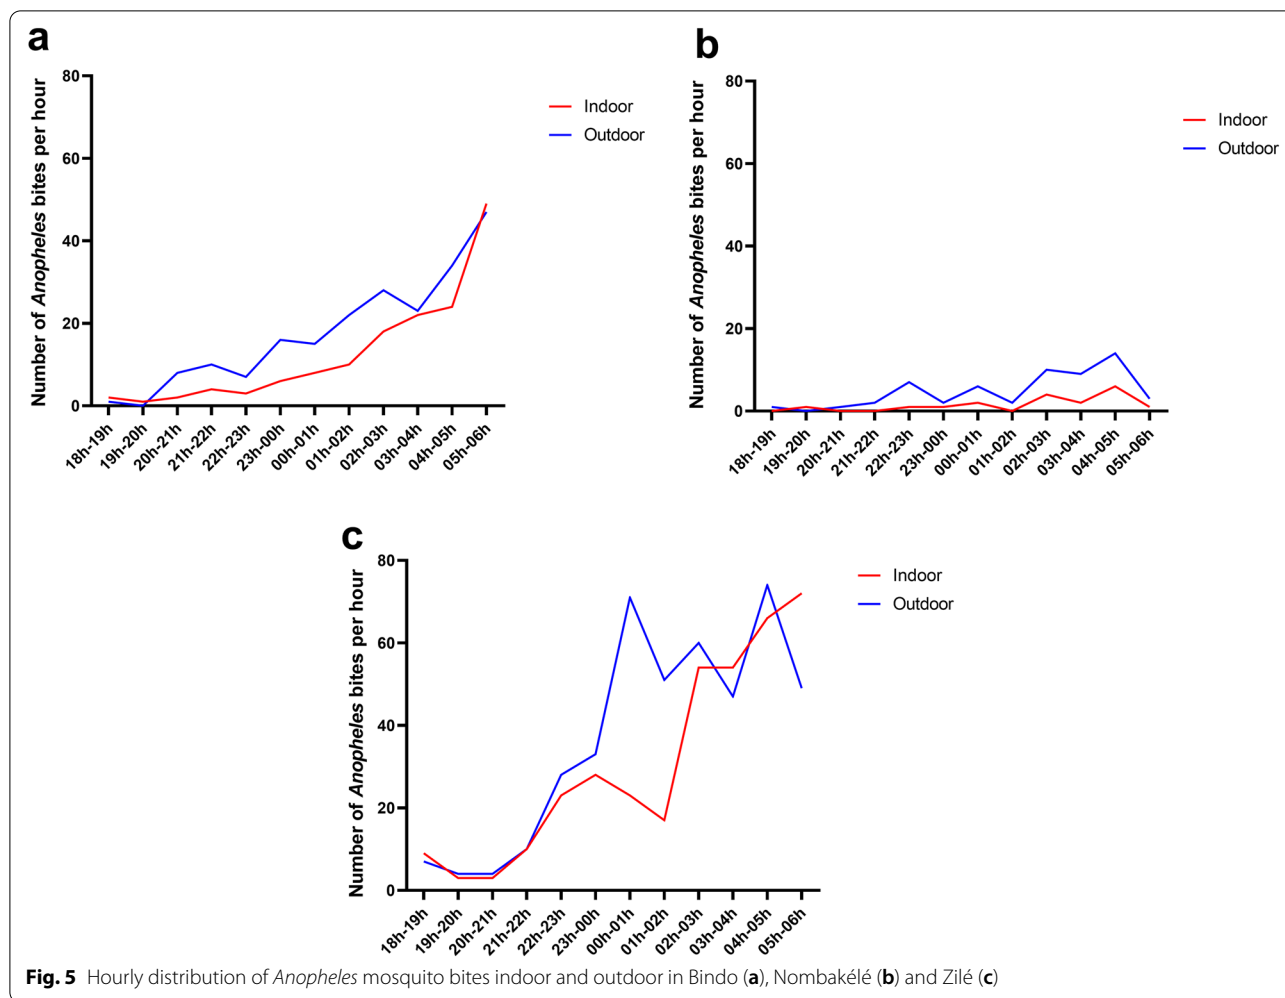 a
Number of Anopheles bites per hour
80
60
40
20
0
18h-19h
19h-20h
20h-21h
21h-22h
22h-23h
23h-00h
00h-01h
01h-02h
02h-03h
03h-04h
04h-05h
05h-06h
Indoor
Outdoor
b
Number of Anopheles bites per hour
80
60
40
20
0
18h-19h
19h-20h
20h-21h
21h-22h
22h-23h
23h-00h
00h-01h
01h-02h
02h-03h
03h-04h
04h-05h
05h-06h
Indoor
Outdoor
c
Number of Anopheles bites per hour
80
60
40
20
0
18h-19h
19h-20h
20h-21h
21h-22h
22h-23h
23h-00h
00h-01h
01h-02h
02h-03h
03h-04h
04h-05h
05h-06h
Indoor
Outdoor
Fig. 5 Hourly distribution of Anopheles mosquito bites indoor and outdoor in Bindo (a), Nombakélé (b) and Zilé (c)